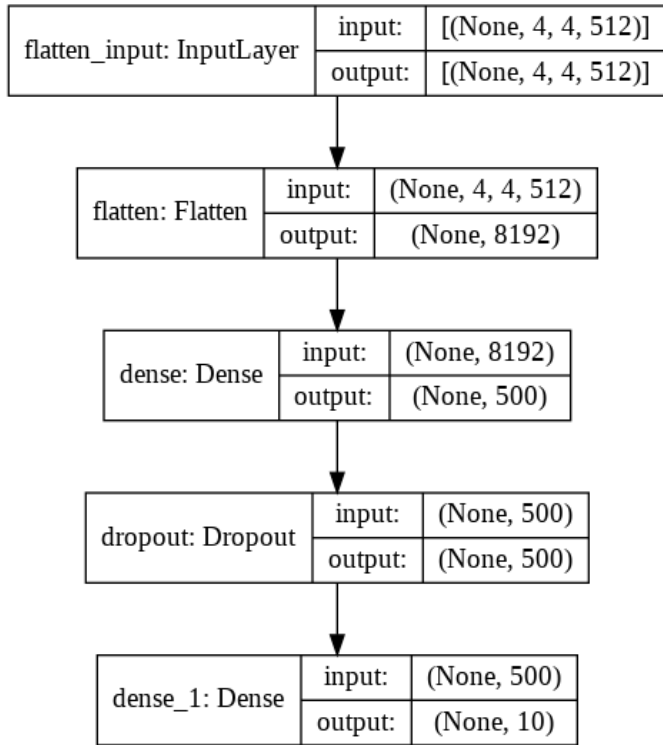 flatten_input: InputLayer
input:
[(None, 4, 4, 512)]
output:
[(None, 4, 4, 512)]
flatten: Flatten
input:
(None, 4, 4, 512)
output:
(None, 8192)
dense: Dense
input:
(None, 8192)
output:
(None, 500)
dropout: Dropout
input:
(None, 500)
output:
(None, 500)
dense_1: Dense
input:
(None, 500)
output:
(None, 10)